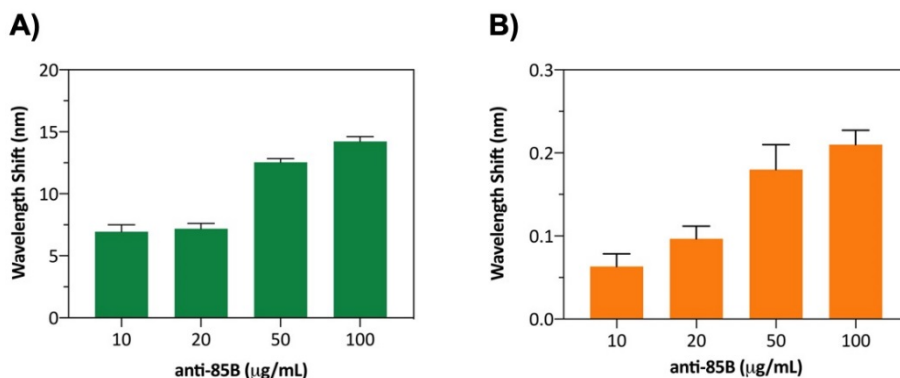 A)
B)
20
15
10
5
0
Wavelength Shift (nm)
10 20 50 100
anti-85B (μg/mL)
0.3
0.2
0.1
0.0
Wavelength Shift (nm)
10 20 50 100
anti-85B (μg/mL)